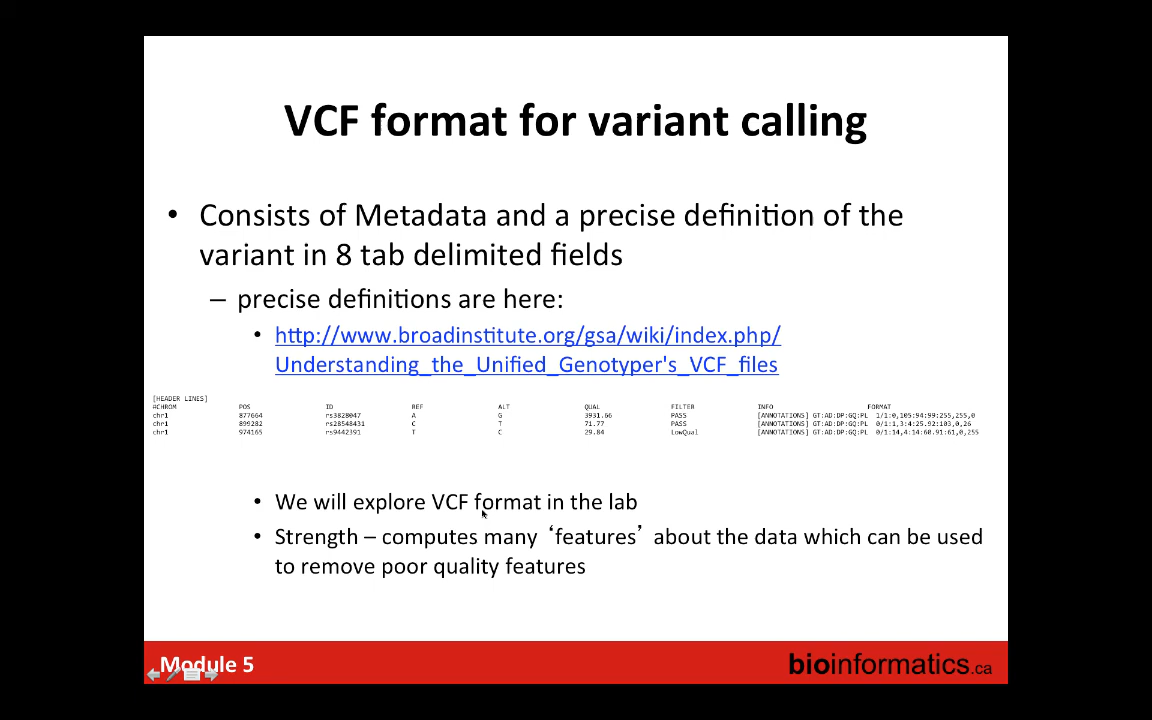 VCF format for variant calling
• Consists of Metadata and a precise definition of the
variant in 8 tab delimited fields
– precise definitions are here:
• http://www.broadinstitute.org/gsa/wiki/index.php/
Understanding_the_Unified_Genotyper's_VCF_files
[HEADER LINES]
#CHROM POS ID REF ALT QUAL FILTER INFO FORMAT
chr1 877664 rs3828047 A G 3931.66 PASS [ANNOTATIONS] GT:AD:DP:GQ:PL 1/1:0,105:94:99:255,255,0
chr1 899282 rs28548431 C T 71.77 PASS [ANNOTATIONS] GT:AD:DP:GQ:PL 0/1:1,3:4:25.92:103,0,26
chr1 974165 rs9442391 T C 29.84 LowQual [ANNOTATIONS] GT:AD:DP:GQ:PL 0/1:14,4:14:60.91:61,0,255
• We will explore VCF format in the lab
• Strength – computes many ‘features’ about the data which can be used
to remove poor quality features
Module 5
bioinformatics.ca